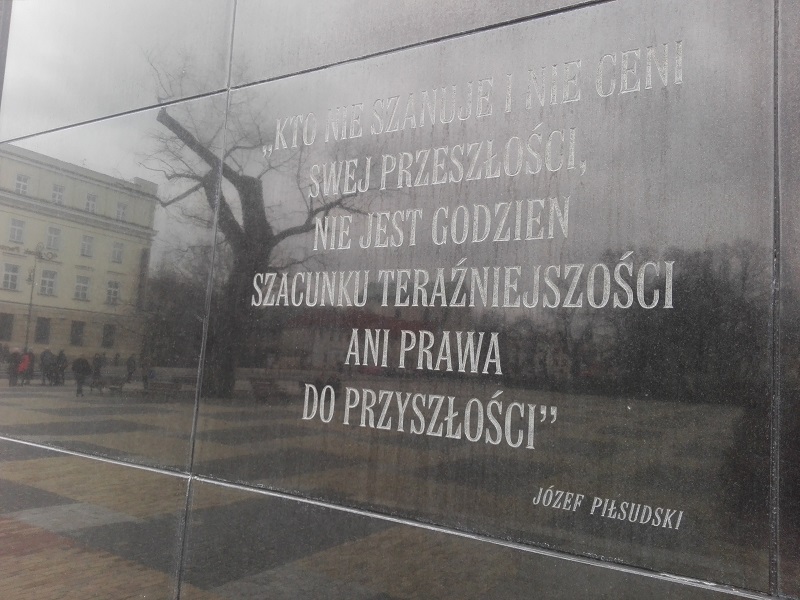 „KTO NIE SZANUJE I NIE CENI
SWEJ PRZESZŁOŚCI,
NIE JEST GODZIEN
SZACUNKU TERAŹNIEJSZOŚCI
ANI PRAWA
DO PRZYSZŁOŚCI”
JÓZEF PIŁSUDSKI